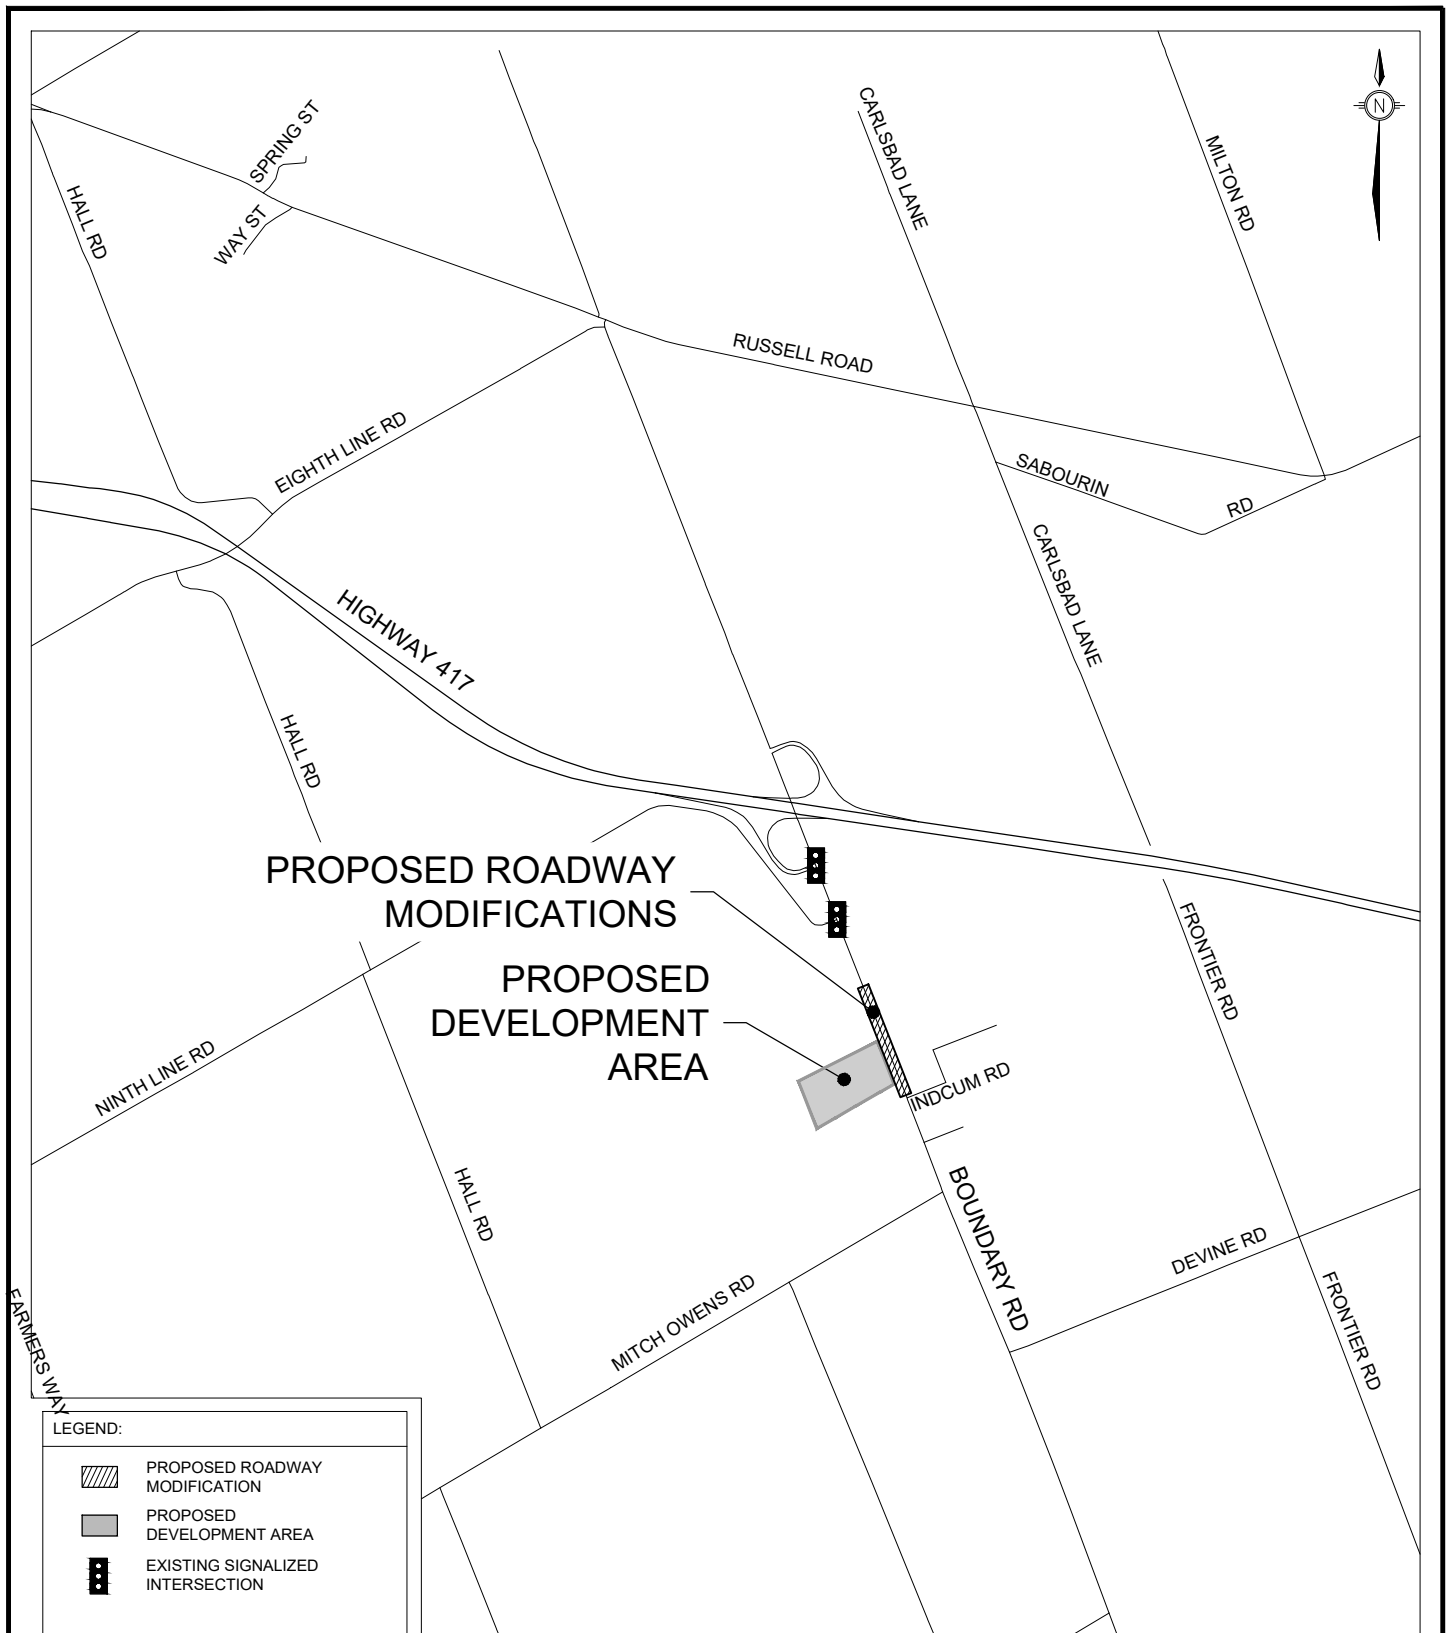 SPRING ST
WAY ST
HALL RD
CARLSBAD LANE
MILTON RD
N
RUSSELL ROAD
EIGHTH LINE RD
SABOURIN
RD
CARLSBAD LANE
HIGHWAY 417
HALL RD
PROPOSED ROADWAY
MODIFICATIONS
PROPOSED
DEVELOPMENT
AREA
FRONTIER RD
NINTH LINE RD
INDCUM RD
HALL RD
BOUNDARY RD
DEVINE RD
MITCH OWENS RD
FRONTIER RD
FARMERS WAY
LEGEND:
PROPOSED ROADWAY
MODIFICATION
PROPOSED
DEVELOPMENT AREA
EXISTING SIGNALIZED
INTERSECTION